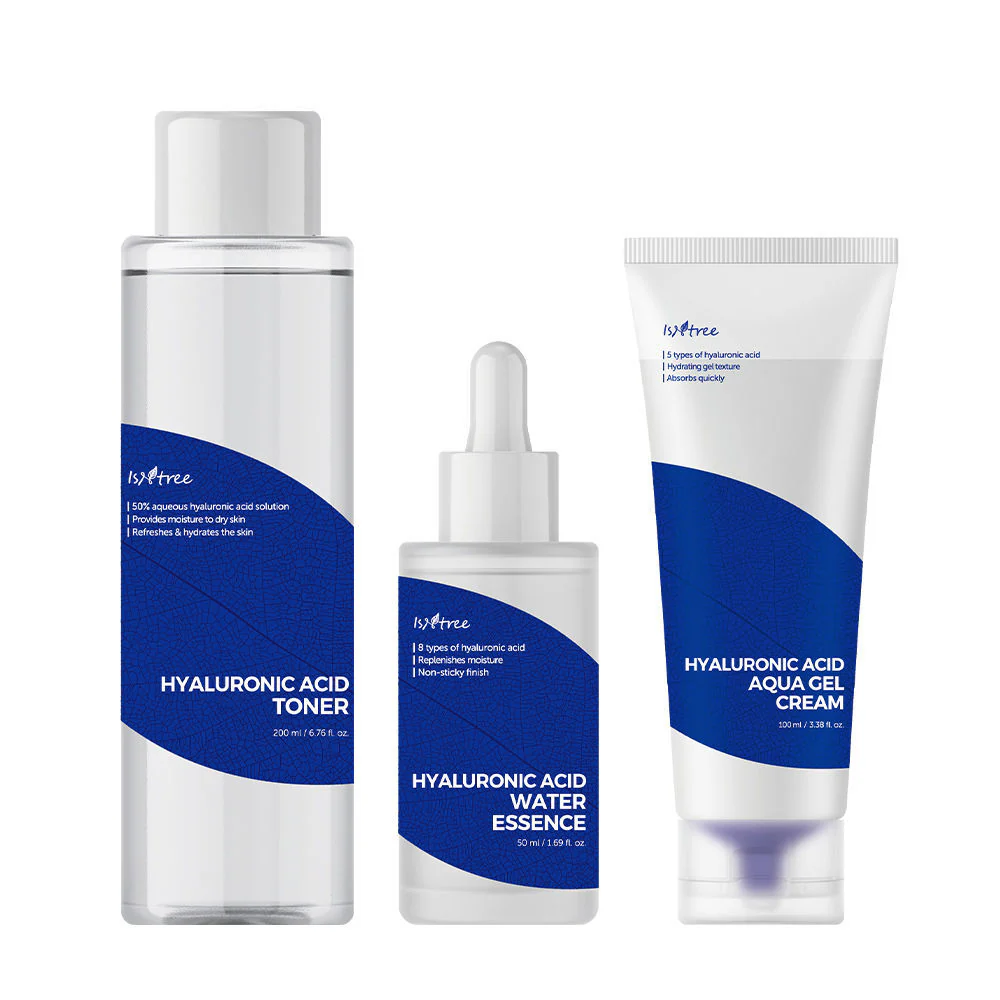 Isntree
50% aqueous hyaluronic acid solution
Provides moisture to dry skin
Refreshes & hydrates the skin
HYALURONIC ACID
TONER
200 ml / 6.76 fl. oz.
Isntree
8 types of hyaluronic acid
Replenishes moisture
Non-sticky finish
HYALURONIC ACID
WATER
ESSENCE
50 ml / 1.69 fl. oz.
Isntree
5 types of hyaluronic acid
Hydrating gel texture
Absorbs quickly
HYALURONIC ACID
AQUA GEL
CREAM
100 ml / 3.38 fl. oz.